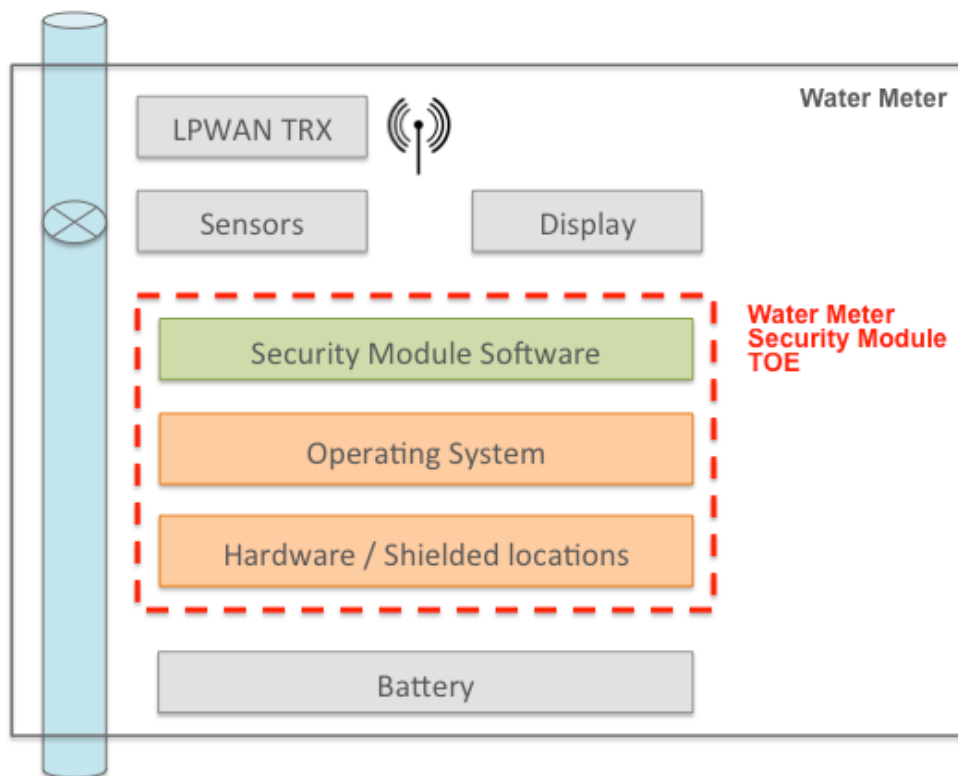 Water Meter
LPWAN TRX
Sensors
Display
Water Meter
Security Module
TOE
Security Module Software
Operating System
Hardware / Shielded locations
Battery